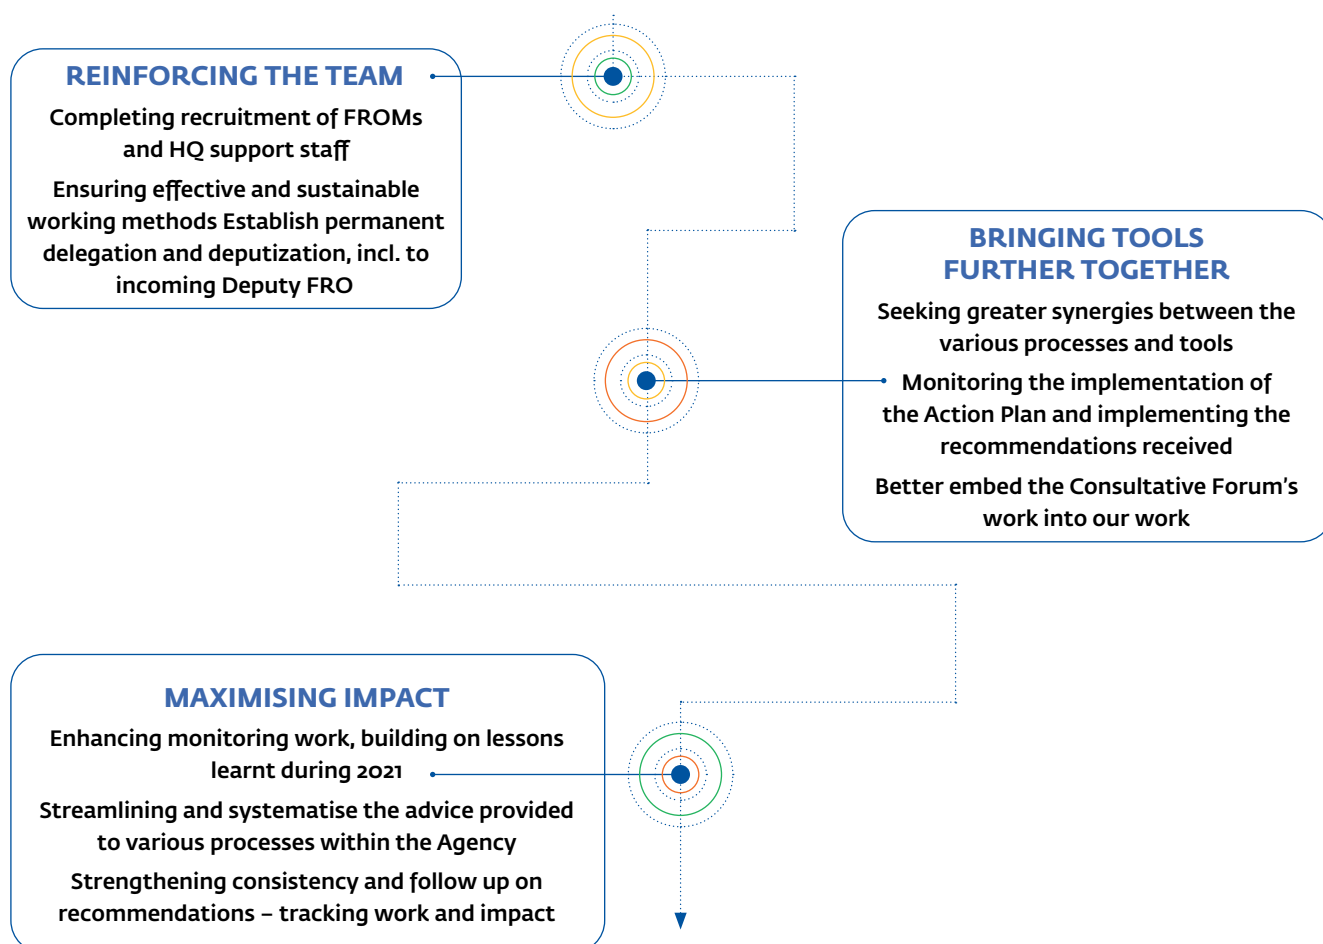 REINFORCING THE TEAM
Completing recruitment of FROMs
and HQ support staff
Ensuring effective and sustainable
working methods Establish permanent
delegation and deputization, incl. to
incoming Deputy FRO
BRINGING TOOLS
FURTHER TOGETHER
Seeking greater synergies between the
various processes and tools
Monitoring the implementation of
the Action Plan and implementing the
recommendations received
Better embed the Consultative Forum’s
work into our work
MAXIMISING IMPACT
Enhancing monitoring work, building on lessons
learnt during 2021
Streamlining and systematise the advice provided
to various processes within the Agency
Strengthening consistency and follow up on
recommendations – tracking work and impact